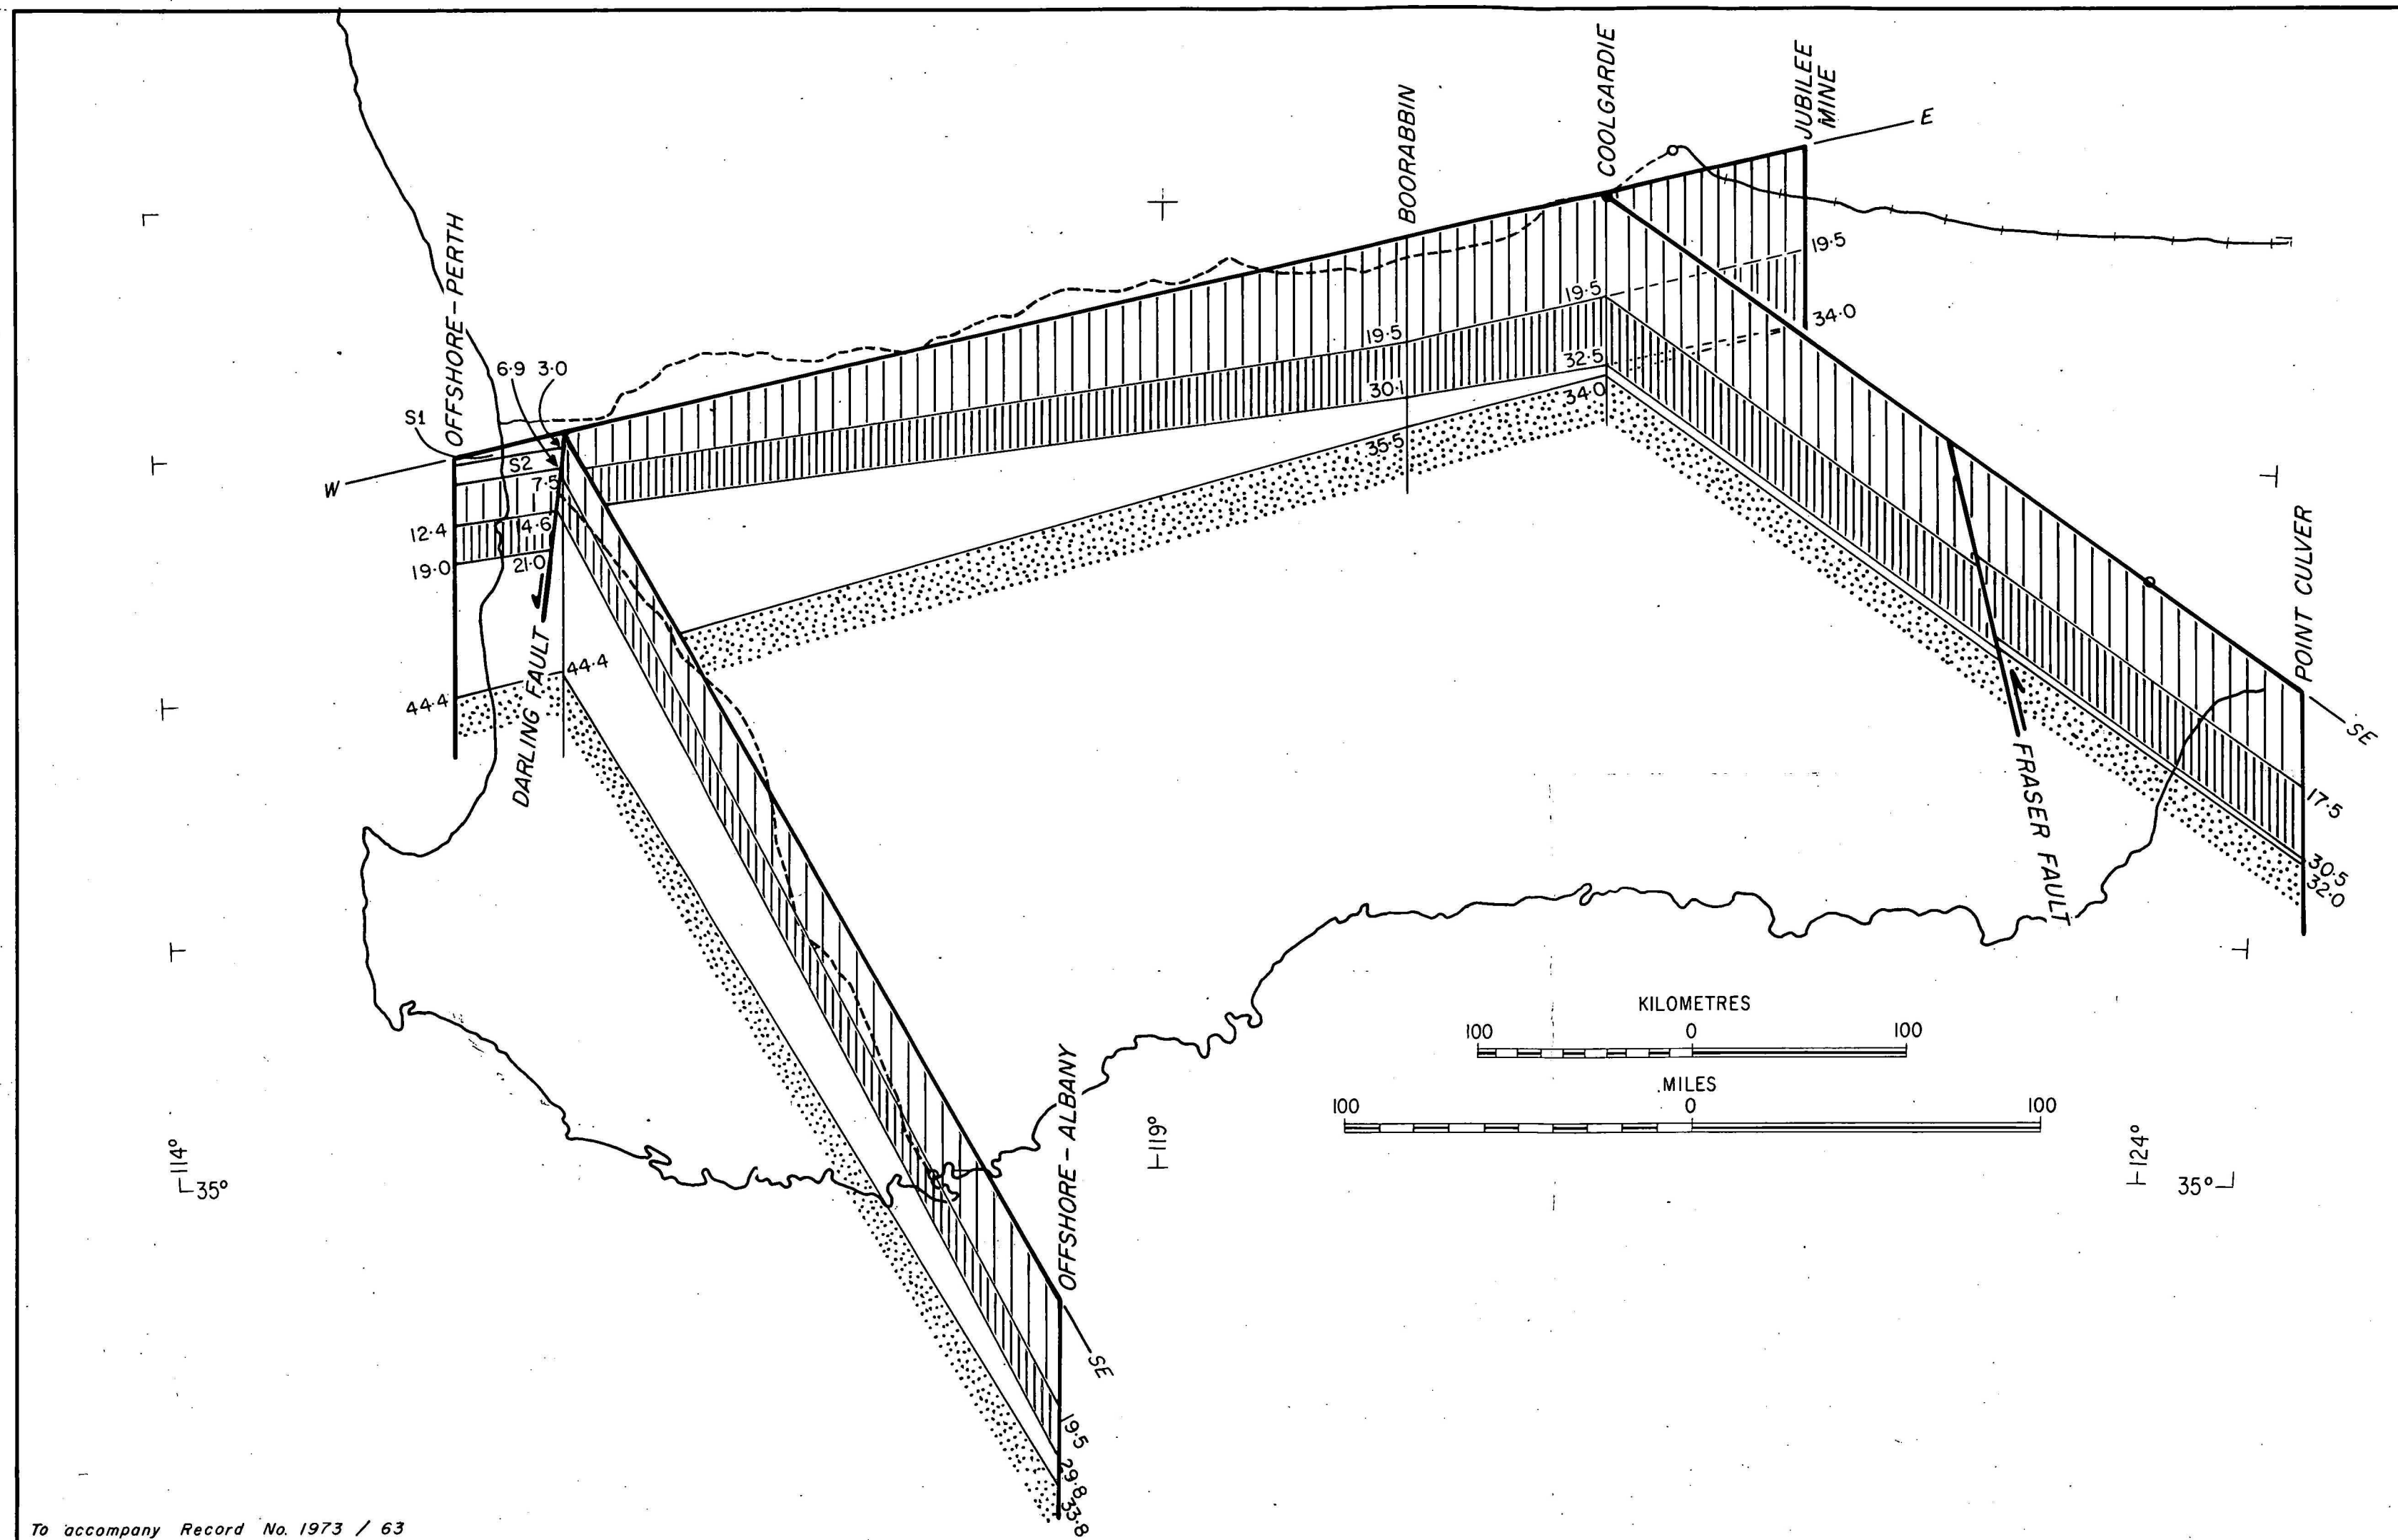 COOLGARDIE
JUBILEE
MINE
E
BOORABBIN
OFFSHORE-PERTH
19.5
34.0
19.5
32.5
34.0
19.5
30.1
35.5
6.9 3.0
S1
S2
W
7.5
12.4
14.6
19.0
21.0
44.4
44.4
DARLING FAULT
POINT CULVER
SE
FRASER FAULT
17.5
30.5
32.0
KILOMETRES
100 0 100
MILES
100 0 100
OFFSHORE - ALBANY
114°
35°
119°
124°
35°
SE
19.5
29.8
33.8
To accompany Record No. 1973 / 63